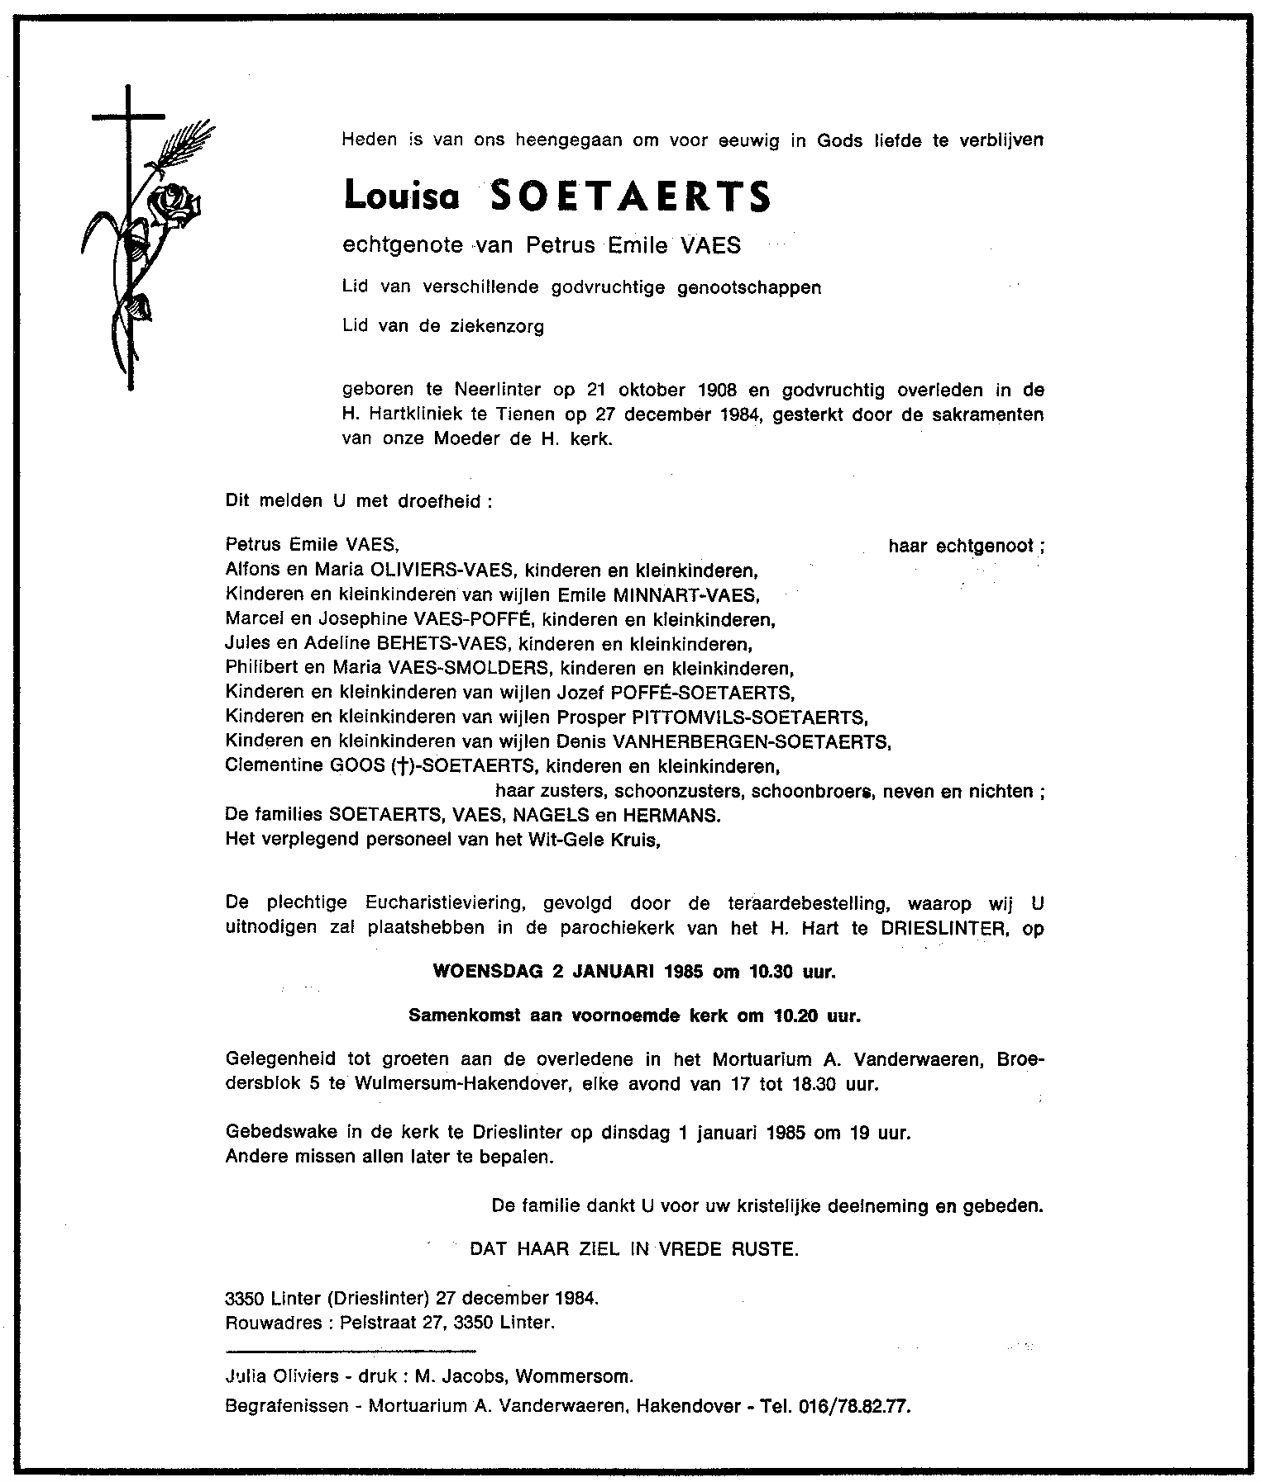 Heden is van ons heengegaan om voor eeuwig in Gods liefde te verblijven
Louisa SOETAERTS
echtgenote van Petrus Emile VAES
Lid van verschillende godvruchtige genootschappen
Lid van de ziekenzorg
geboren te Neerlinter op 21 oktober 1908 en godvruchtig overleden in de
H. Hartkliniek te Tienen op 27 december 1984, gesterkt door de sakramenten
van onze Moeder de H. kerk.
Dit melden U met droefheid :
Petrus Emile VAES, haar echtgenoot ;
Alfons en Maria OLIVIERS-VAES, kinderen en kleinkinderen,
Kinderen en kleinkinderen van wijlen Emile MINNART-VAES,
Marcel en Josephine VAES-POFFÉ, kinderen en kleinkinderen,
Jules en Adeline BEHETS-VAES, kinderen en kleinkinderen,
Philibert en Maria VAES-SMOLDERS, kinderen en kleinkinderen,
Kinderen en kleinkinderen van wijlen Jozef POFFÉ-SOETAERTS,
Kinderen en kleinkinderen van wijlen Prosper PITTOMVILS-SOETAERTS,
Kinderen en kleinkinderen van wijlen Denis VANHERBERGEN-SOETAERTS,
Clementine GOOS (†)-SOETAERTS, kinderen en kleinkinderen,
haar zusters, schoonzusters, schoonbroers, neven en nichten ;
De families SOETAERTS, VAES, NAGELS en HERMANS.
Het verplegend personeel van het Wit-Gele Kruis,
De plechtige Eucharistieviering, gevolgd door de teraardebestelling, waarop wij U
uitnodigen zal plaatshebben in de parochiekerk van het H. Hart te DRIESLINTER, op
WOENSDAG 2 JANUARI 1985 om 10.30 uur.
Samenkomst aan voornoemde kerk om 10.20 uur.
Gelegenheid tot groeten aan de overledene in het Mortuarium A. Vanderwaeren, Broe-
dersblok 5 te Wulmersum-Hakendover, elke avond van 17 tot 18.30 uur.
Gebedswake in de kerk te Drieslinter op dinsdag 1 januari 1985 om 19 uur.
Andere missen allen later te bepalen.
De familie dankt U voor uw kristelijke deelneming en gebeden.
DAT HAAR ZIEL IN VREDE RUSTE.
3350 Linter (Drieslinter) 27 december 1984.
Rouwadres : Pelstraat 27, 3350 Linter.
Julia Oliviers - druk : M. Jacobs, Wommersom.
Begrafenissen - Mortuarium A. Vanderwaeren, Hakendover - Tel. 016/78.82.77.